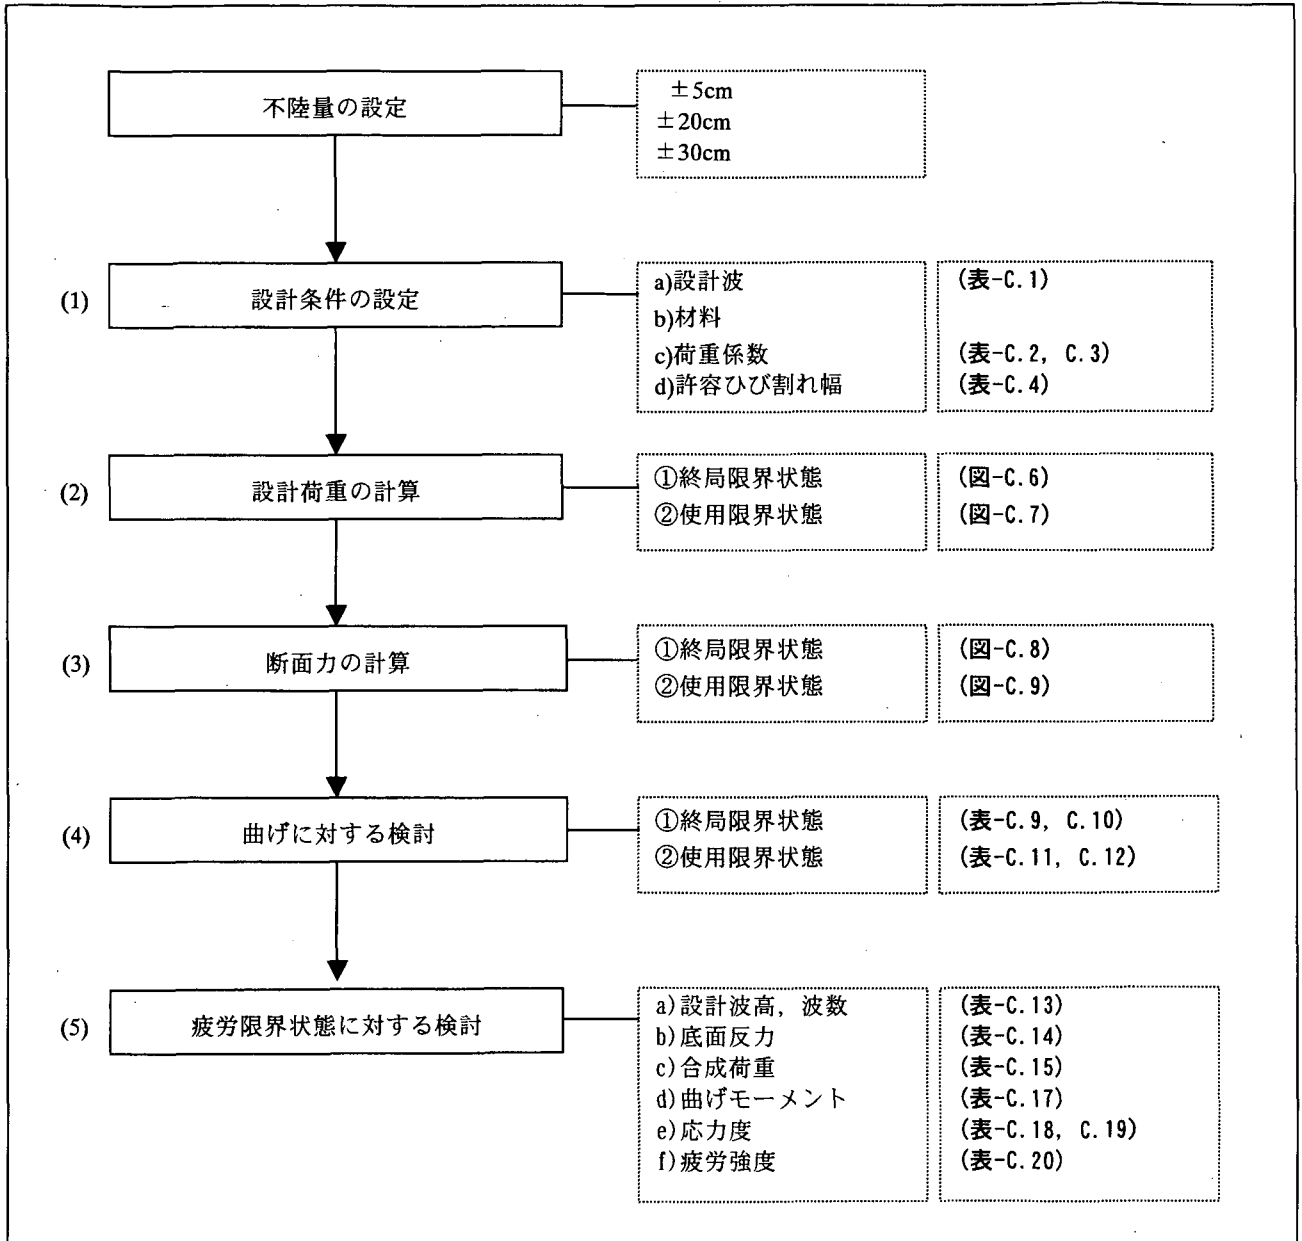 不陸量の設定
±5cm
±20cm
±30cm
(1)
設計条件の設定
a)設計波
(表-C.1)
b)材料
c)荷重係数
(表-C.2, C.3)
d)許容ひび割れ幅
(表-C.4)
(2)
設計荷重の計算
①終局限界状態
(図-C.6)
②使用限界状態
(図-C.7)
(3)
断面力の計算
①終局限界状態
(図-C.8)
②使用限界状態
(図-C.9)
(4)
曲げに対する検討
①終局限界状態
(表-C.9, C.10)
②使用限界状態
(表-C.11, C.12)
(5)
疲労限界状態に対する検討
a)設計波高，波数
(表-C.13)
b)底面反力
(表-C.14)
c)合成荷重
(表-C.15)
d)曲げモーメント
(表-C.17)
e)応力度
(表-C.18, C.19)
f)疲労強度
(表-C.20)